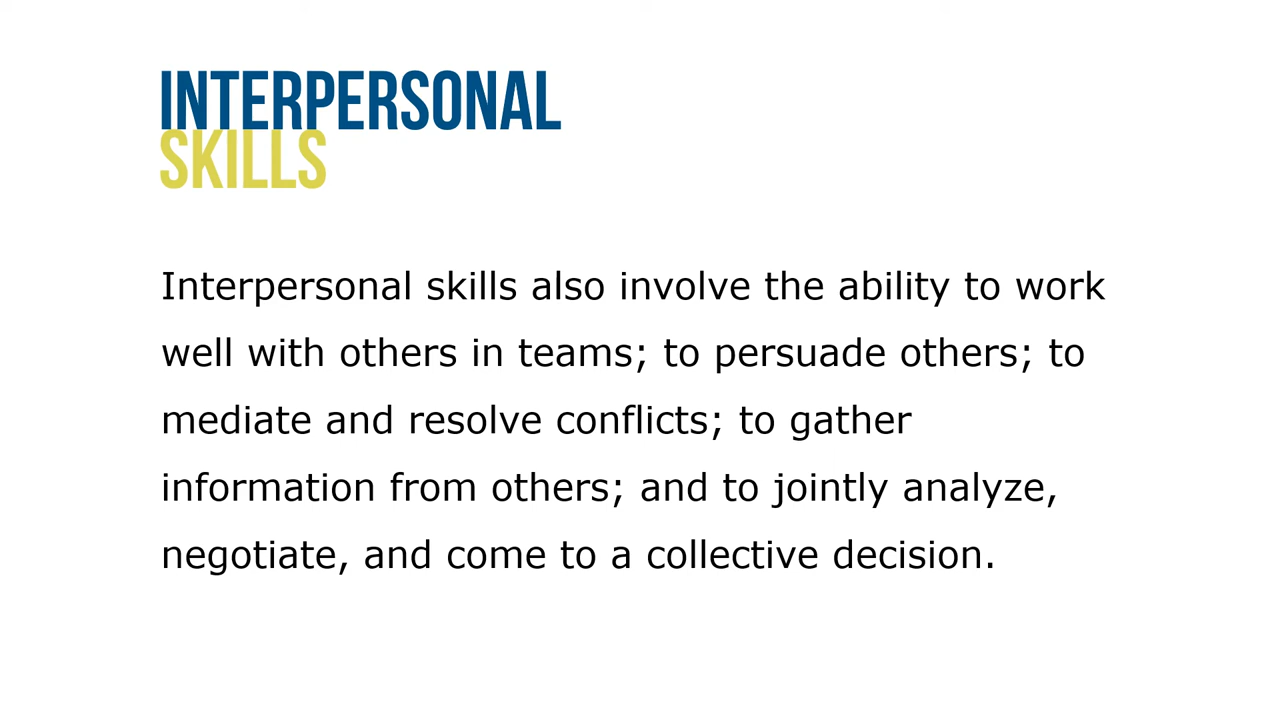 INTERPERSONAL
SKILLS
Interpersonal skills also involve the ability to work
well with others in teams; to persuade others; to
mediate and resolve conflicts; to gather
information from others; and to jointly analyze,
negotiate, and come to a collective decision.